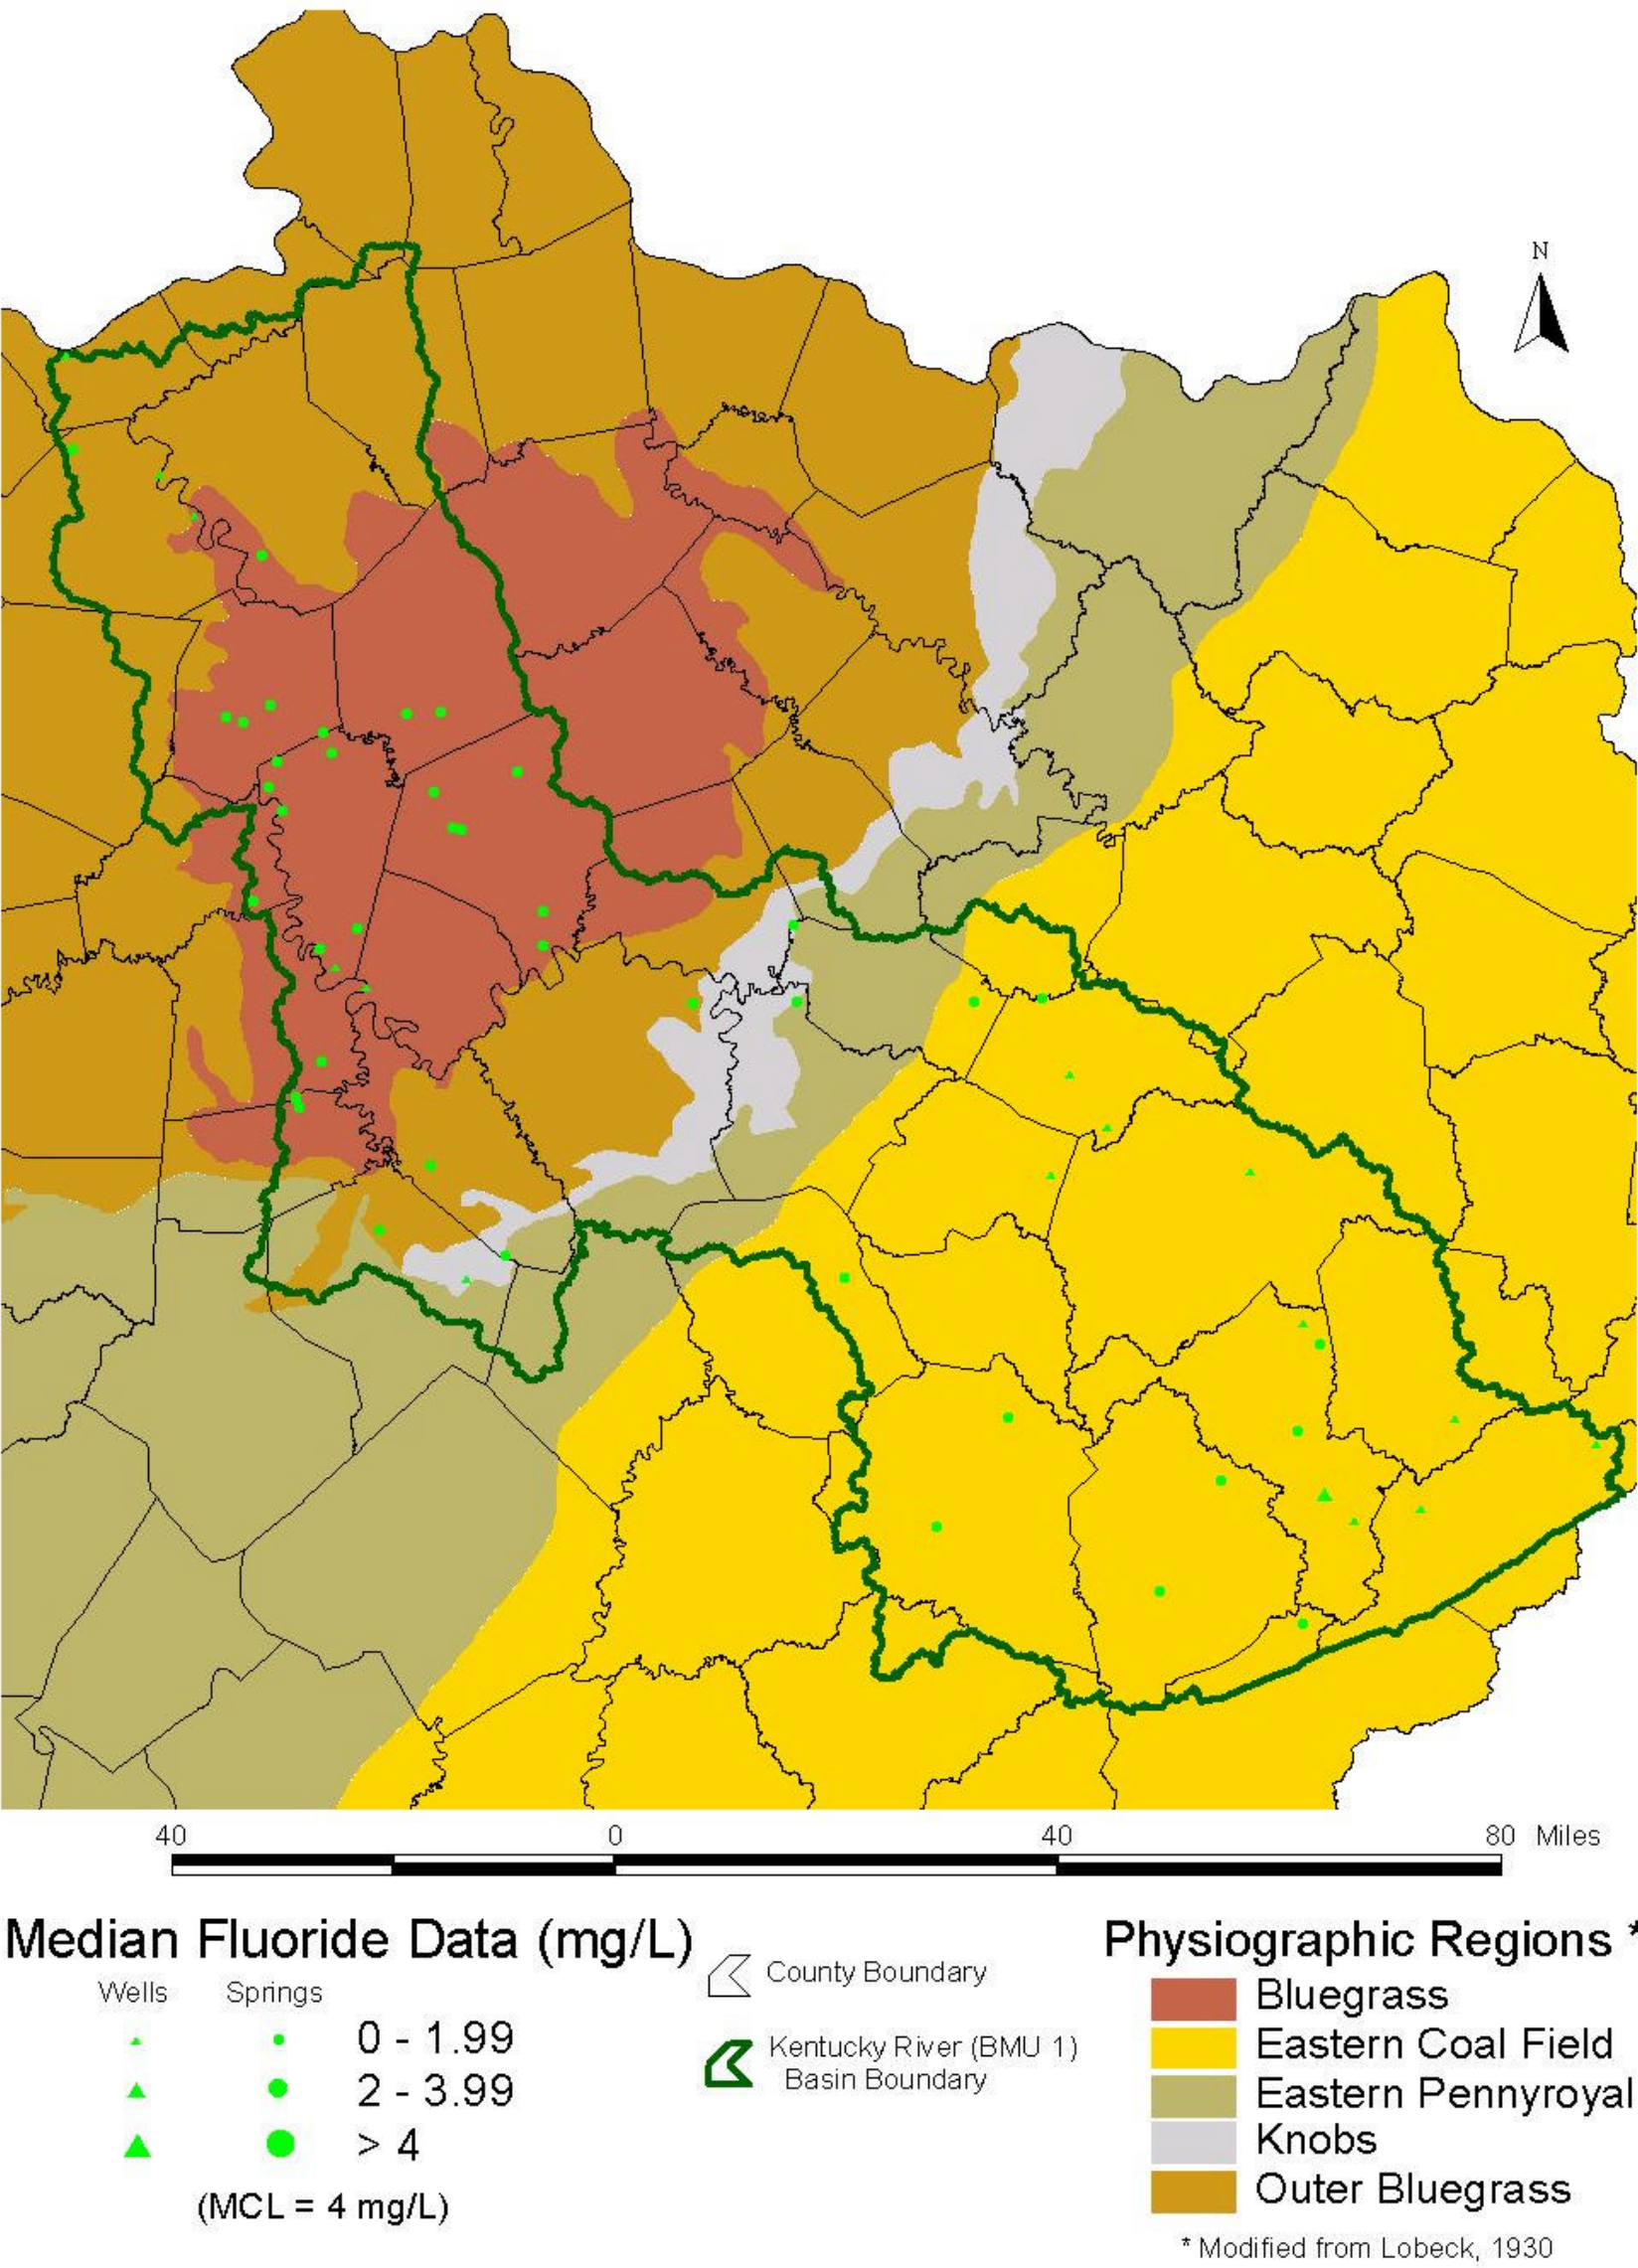 N
40 0 40 80 Miles
Median Fluoride Data (mg/L)
Wells Springs
0 - 1.99
2 - 3.99
> 4
(MCL = 4 mg/L)
County Boundary
Kentucky River (BMU 1)
Basin Boundary
Physiographic Regions *
Bluegrass
Eastern Coal Field
Eastern Pennyroyal
Knobs
Outer Bluegrass
* Modified from Lobeck, 1930